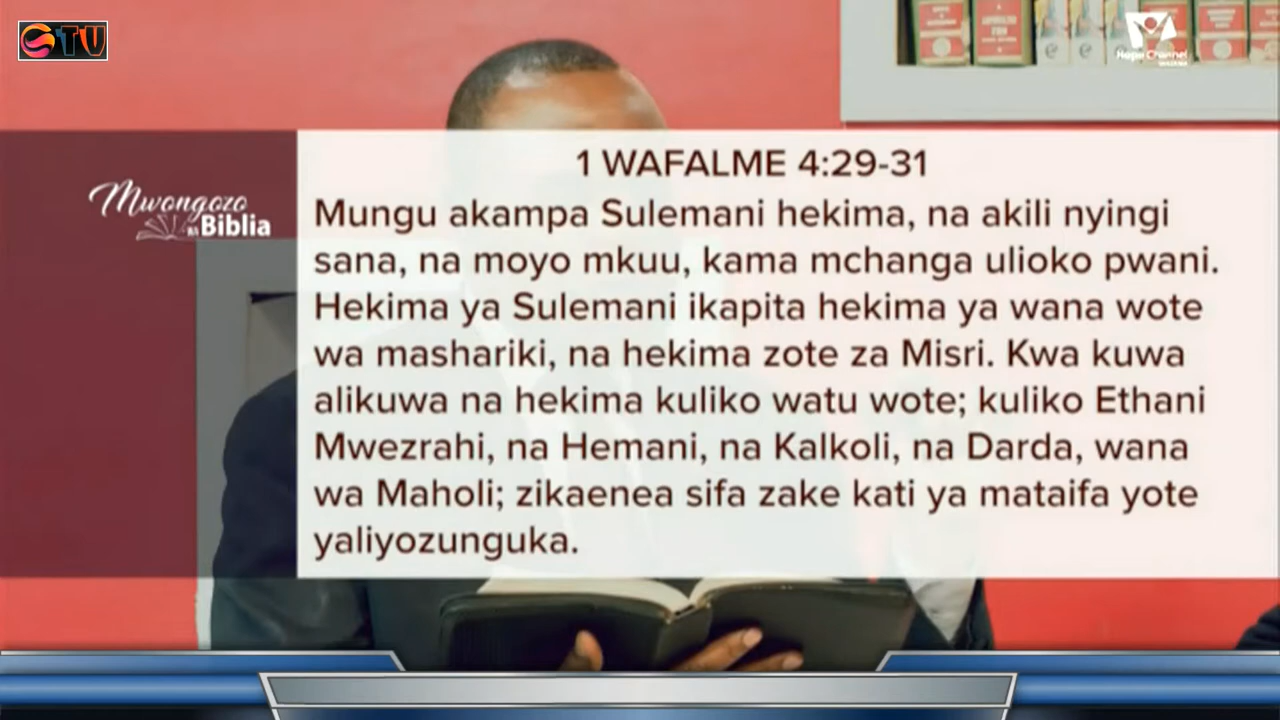 GTV
Hope Channel
1 WAFALME 4:29-31
Mwongozo
wa Biblia
Mungu akampa Sulemani hekima, na akili nyingi
sana, na moyo mkuu, kama mchanga ulioko pwani.
Hekima ya Sulemani ikapita hekima ya wana wote
wa mashariki, na hekima zote za Misri. Kwa kuwa
alikuwa na hekima kuliko watu wote; kuliko Ethani
Mwezrahi, na Hemani, na Kalkoli, na Darda, wana
wa Maholi; zikaenea sifa zake kati ya mataifa yote
yaliyozunguka.